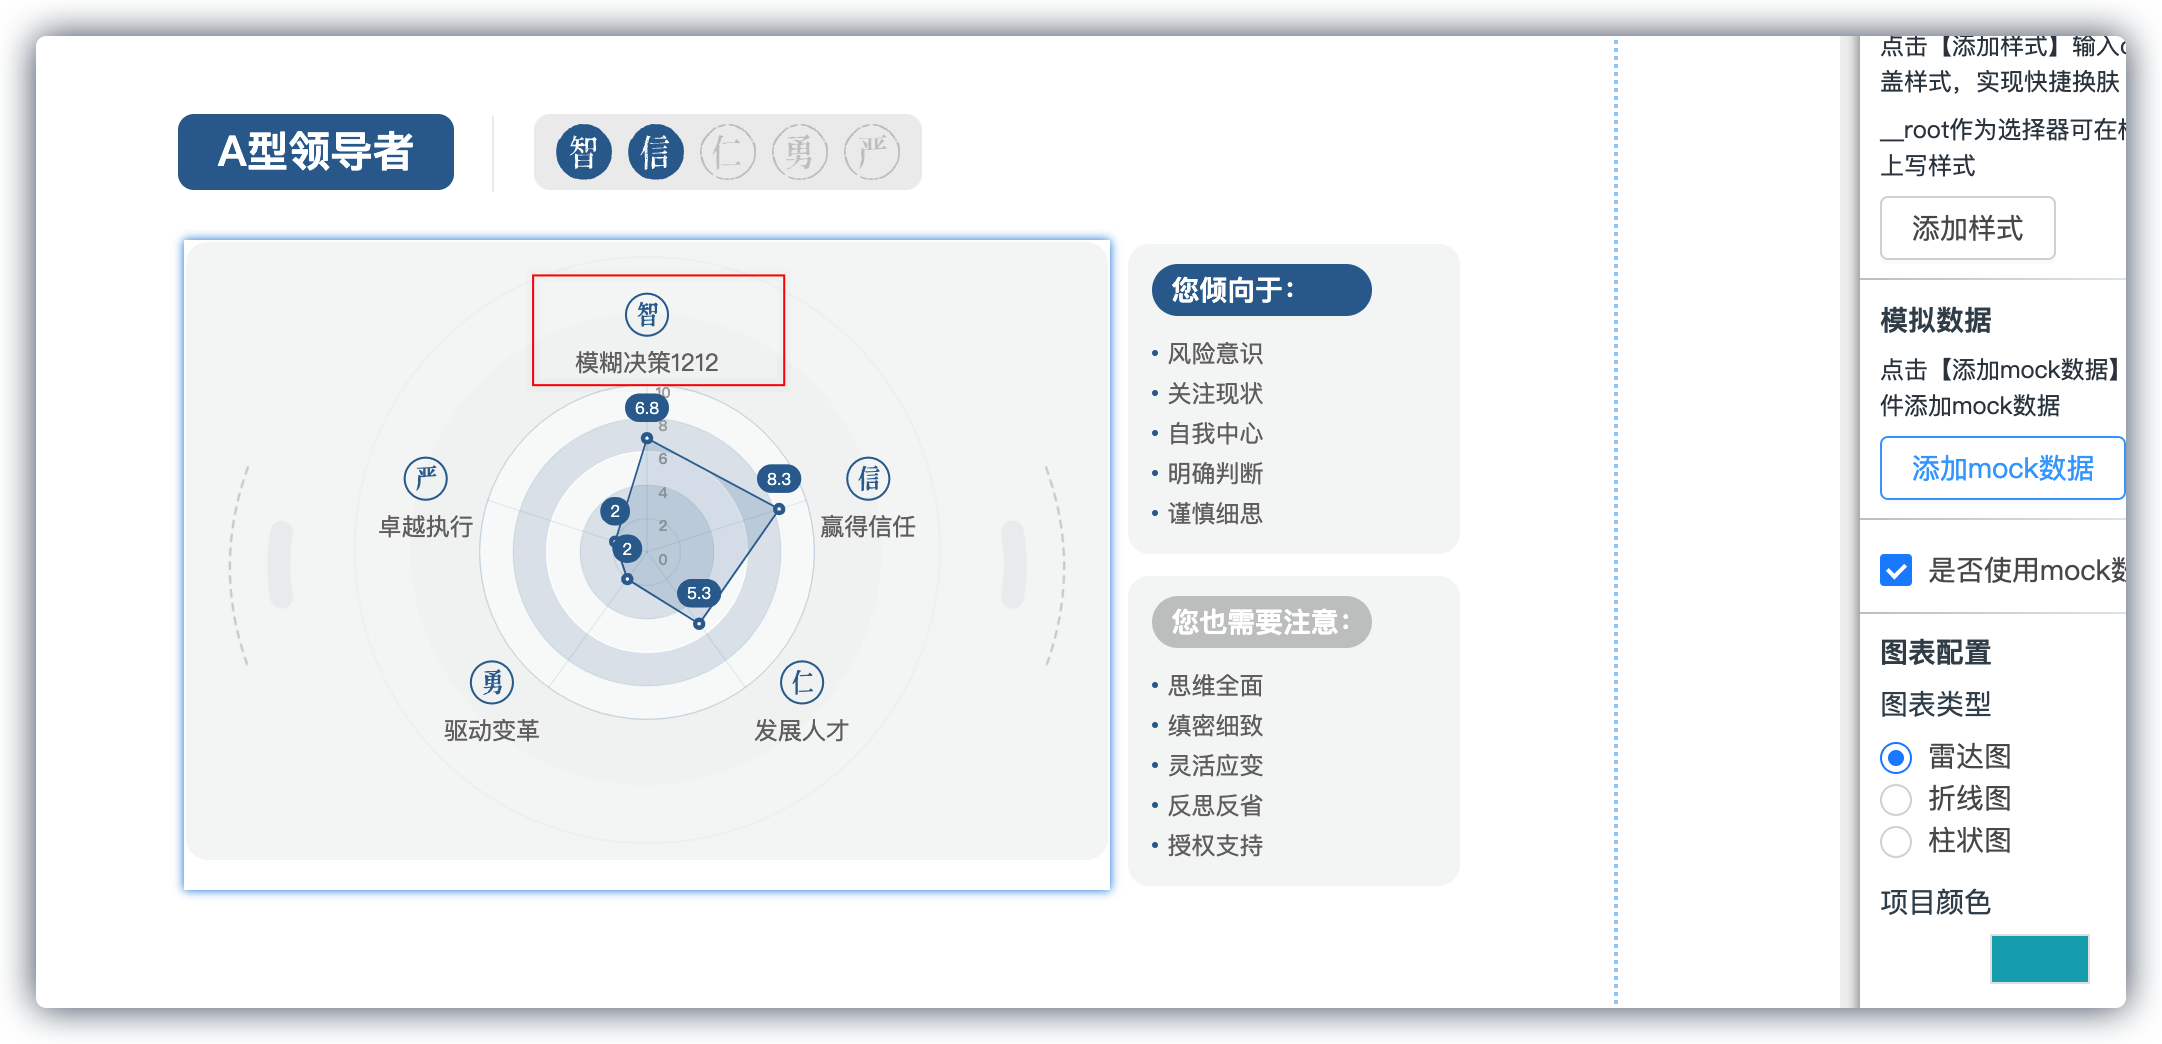 A型领导者
智 信 仁 勇 严
智
模糊决策1212
10
6.8
8
6
4
2
0
8.3
2
2
5.3
严
卓越执行
信
赢得信任
勇
驱动变革
仁
发展人才
您倾向于：
• 风险意识
• 关注现状
• 自我中心
• 明确判断
• 谨慎细思
您也需要注意：
• 思维全面
• 缜密细致
• 灵活应变
• 反思反省
• 授权支持
点击【添加样式】输入
盖样式，实现快捷换肤
__root作为选择器可在
上写样式
添加样式
模拟数据
点击【添加mock数据】
件添加mock数据
添加mock数据
是否使用mock数
图表配置
图表类型
雷达图
折线图
柱状图
项目颜色